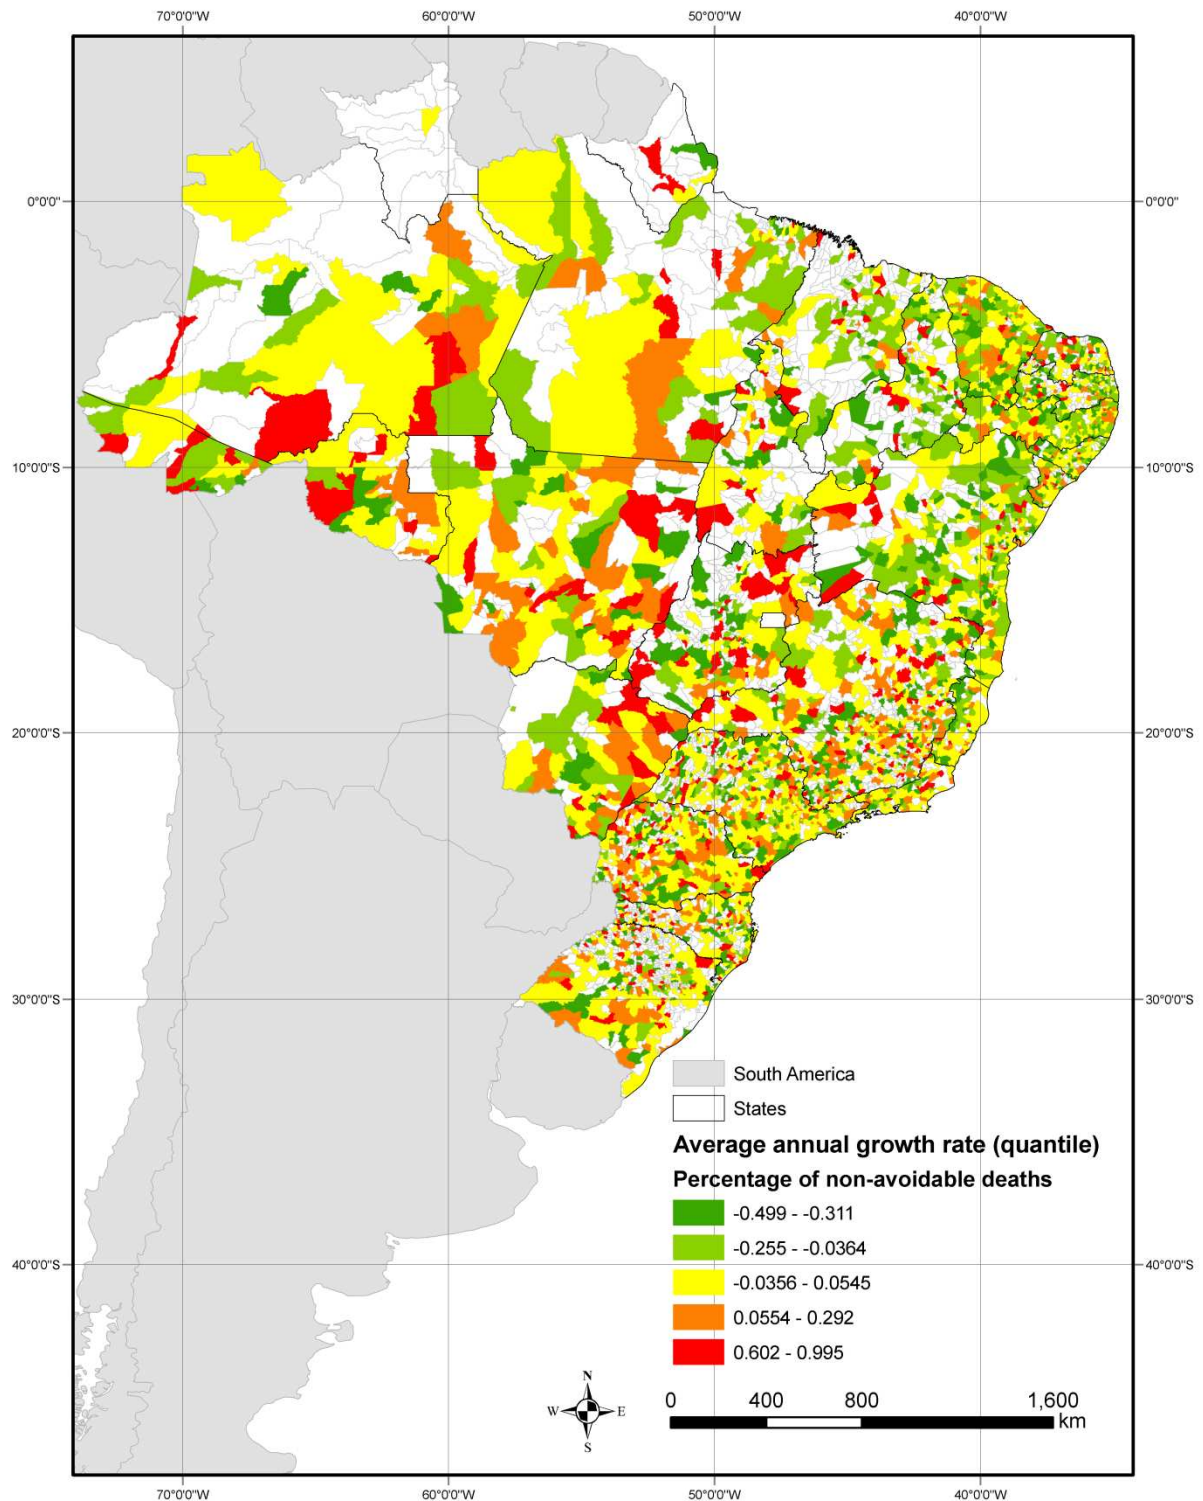 70°0'0"W 60°0'0"W 50°0'0"W 40°0'0"W
0°0'0" 0°0'0"
10°0'0"S 10°0'0"S
20°0'0"S 20°0'0"S
30°0'0"S 30°0'0"S
South America
States
Average annual growth rate (quantile)
Percentage of non-avoidable deaths
-0.499 - -0.311
-0.255 - -0.0364
40°0'0"S 40°0'0"S
-0.0356 - 0.0545
0.0554 - 0.292
0.602 - 0.995
N
W E
S
0 400 800 1,600
km
70°0'0"W 60°0'0"W 50°0'0"W 40°0'0"W